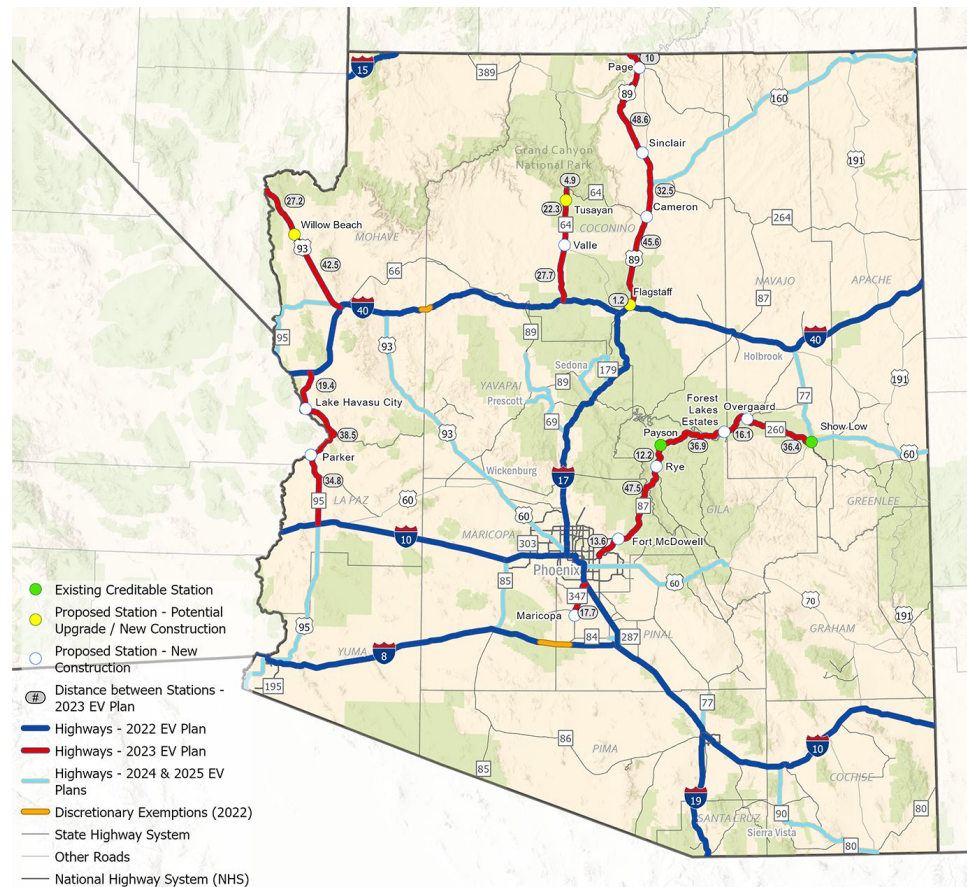 15
389
10
Page
89
160
48.6
Sinclair
Grand Canyon
National Park
191
4.9
64
32.5
27.2
22.3
Tusayan
Cameron
264
Willow Beach
64
COCONINO
93
MOHAVE
Valle
45.6
42.5
66
89
27.7
NAVAJO
APACHE
1.2
Flagstaff
87
40
95
89
40
93
Holbrook
Sedona
179
19.4
YAVAPAI
89
191
Prescott
77
Lake Havasu City
Forest
Lakes
Estates
Overgaard
69
Show Low
38.5
93
Payson
260
16.1
36.9
36.4
60
Parker
12.2
Rye
Wickenburg
34.8
17
47.5
95
LA PAZ
60
87
GILA
GREENLEE
60
MARICOPA
10
303
13.6
Fort McDowell
Phoenix
85
60
347
70
Maricopa
17.7
191
95
84
287
PINAL
GRAHAM
YUMA
8
195
77
86
PIMA
10
85
COCHISE
19
90
80
SANTA CRUZ
Sierra Vista
80
Existing Creditable Station
Proposed Station - Potential
Upgrade / New Construction
Proposed Station - New
Construction
# Distance between Stations -
2023 EV Plan
Highways - 2022 EV Plan
Highways - 2023 EV Plan
Highways - 2024 & 2025 EV
Plans
Discretionary Exemptions (2022)
State Highway System
Other Roads
National Highway System (NHS)